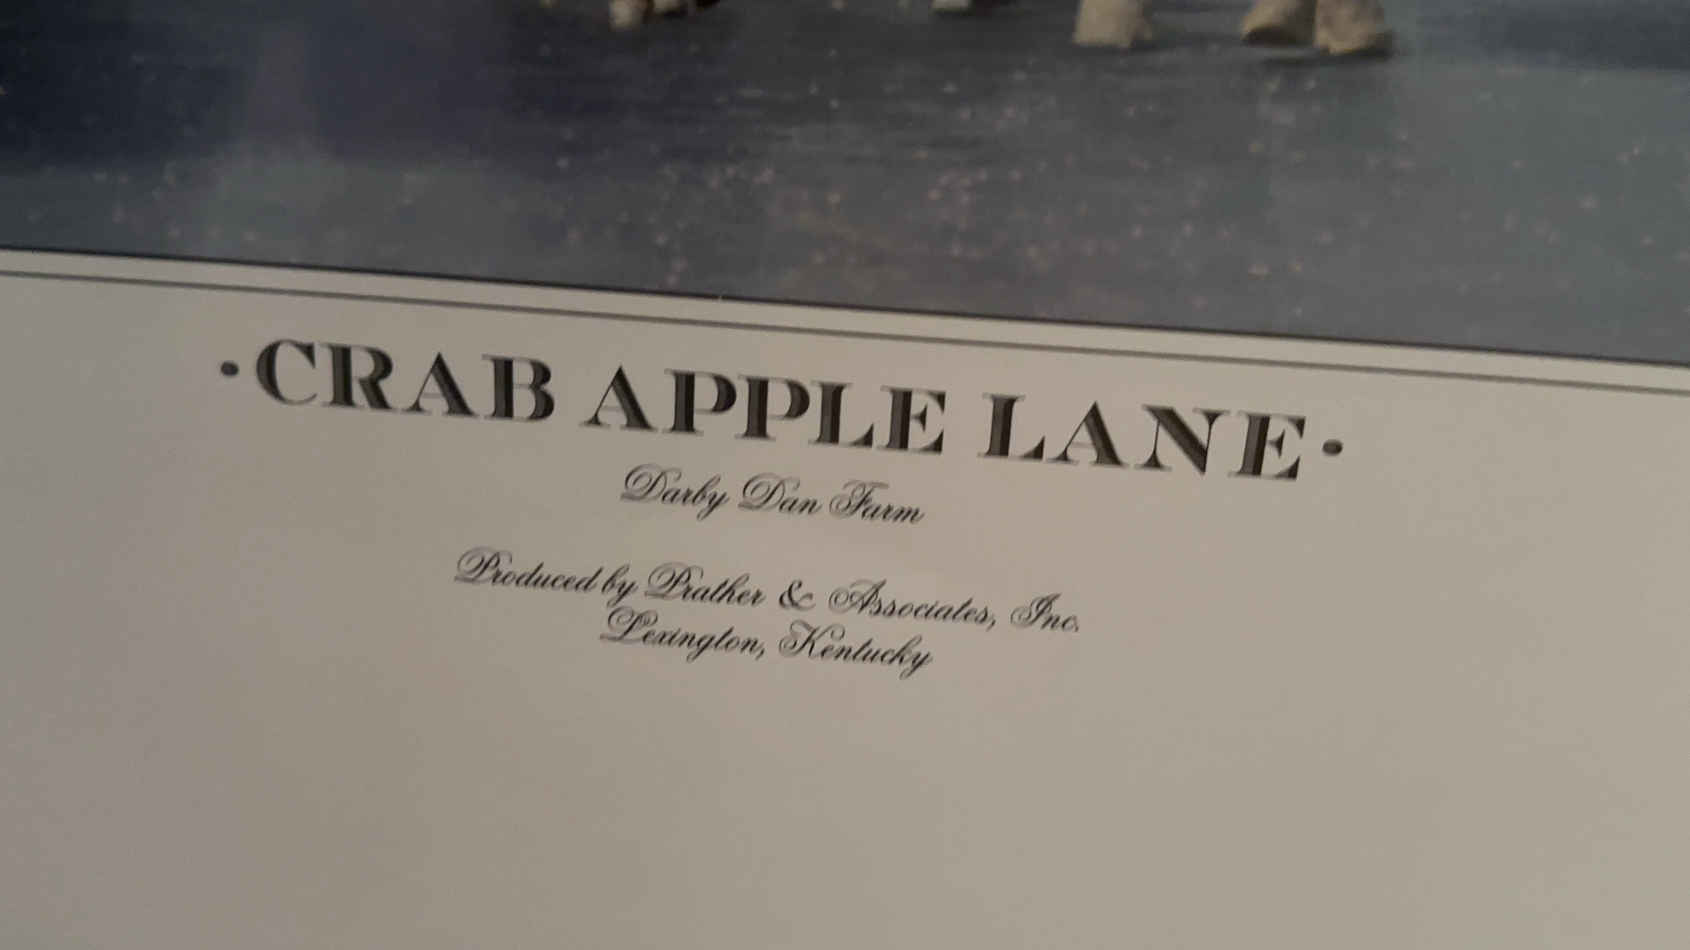 ·CRAB APPLE LANE·
Darby Dan Farm
Produced by Prather & Associates, Inc.
Lexington, Kentucky